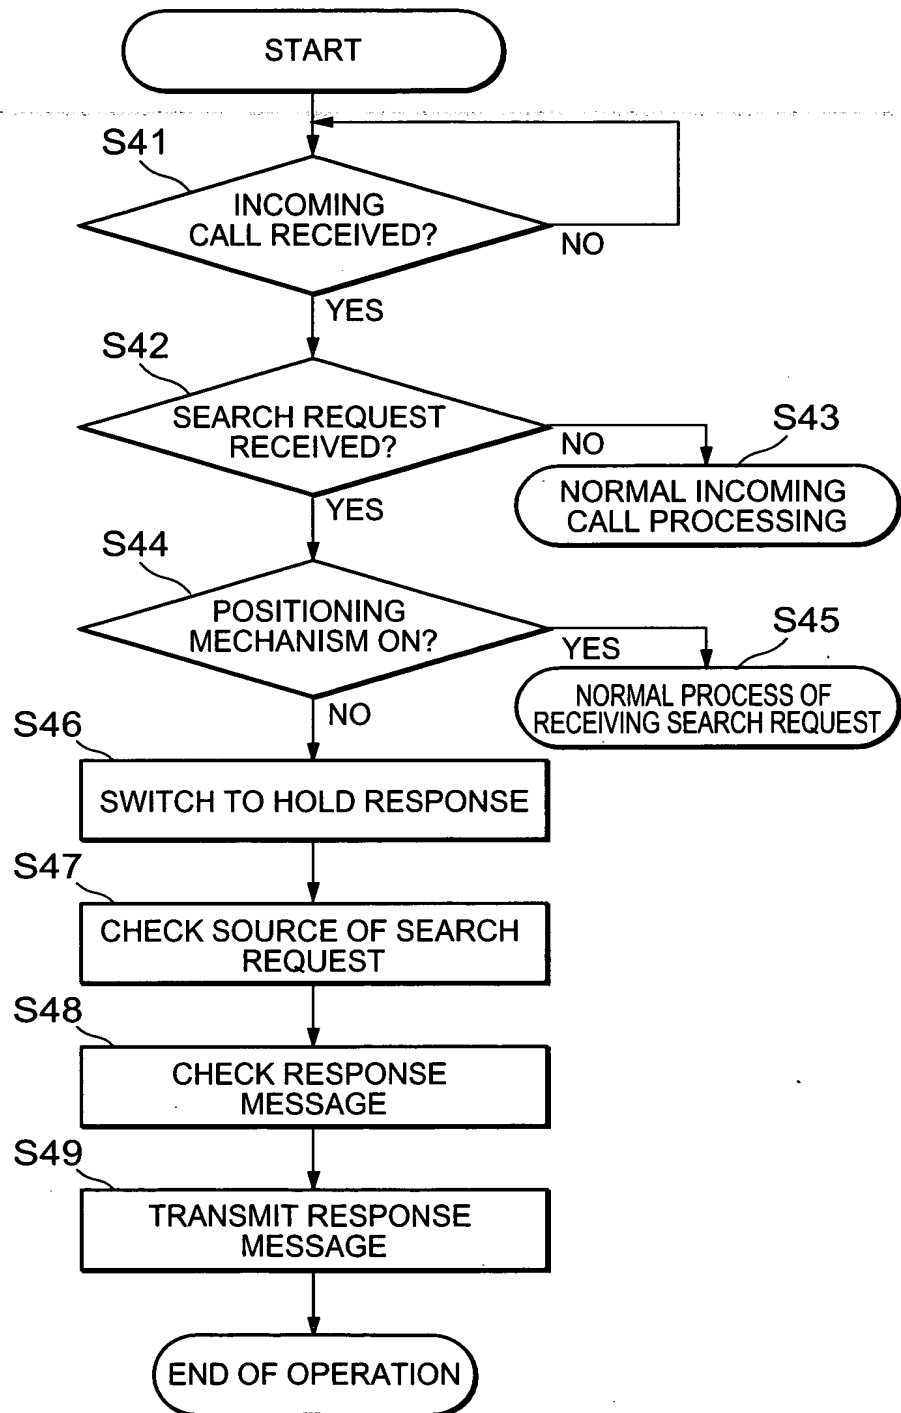 START
S41
INCOMING
CALL RECEIVED?
NO
YES
S42
SEARCH REQUEST
RECEIVED?
NO
S43
NORMAL INCOMING
CALL PROCESSING
YES
S44
POSITIONING
MECHANISM ON?
YES
S45
NORMAL PROCESS OF
RECEIVING SEARCH REQUEST
NO
S46
SWITCH TO HOLD RESPONSE
S47
CHECK SOURCE OF SEARCH
REQUEST
S48
CHECK RESPONSE
MESSAGE
S49
TRANSMIT RESPONSE
MESSAGE
END OF OPERATION